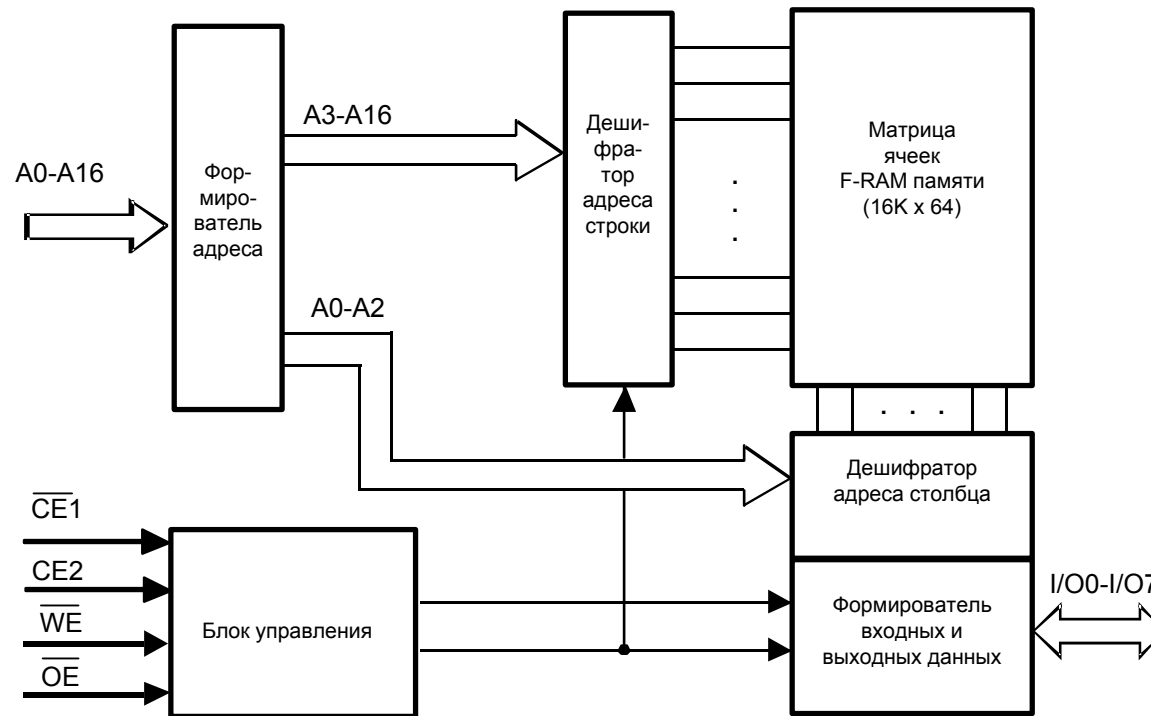 A0-A16
Фор-
миро-
ватель
адреса
A3-A16
A0-A2
Деши-
фра-
тор
адреса
строки
.
.
.
Матрица
ячеек
F-RAM памяти
(16K x 64)
. . .
Дешифратор
адреса столбца
CE1
CE2
WE
OE
Блок управления
Формирователь
входных и
выходных данных
I/O0-I/O7